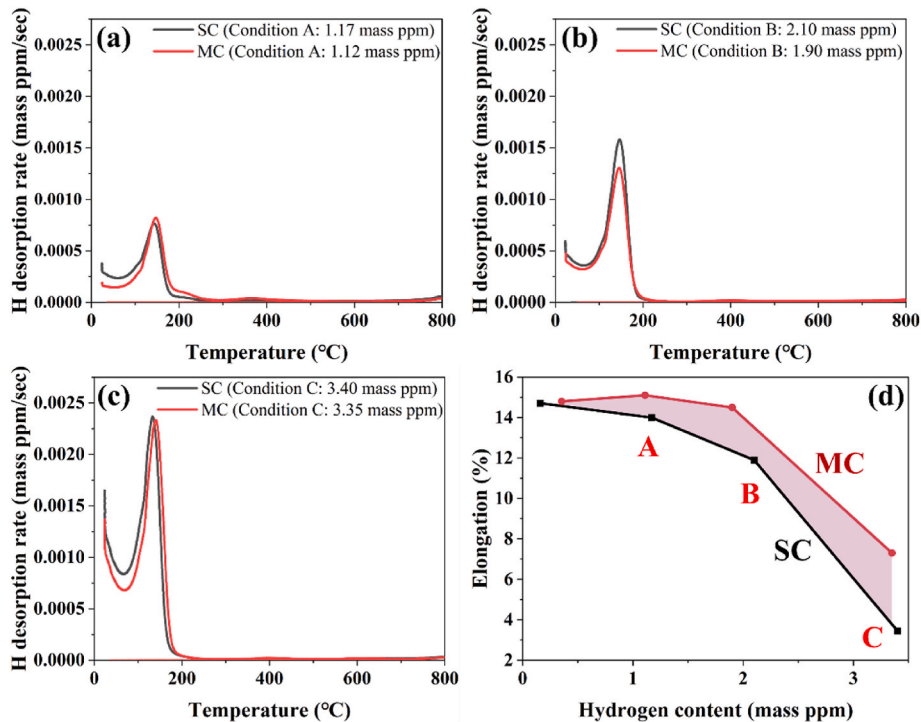 (a)
SC (Condition A: 1.17 mass ppm)
MC (Condition A: 1.12 mass ppm)
H desorption rate (mass ppm/sec)
0.0025
0.0020
0.0015
0.0010
0.0005
0.0000
0 200 400 600 800
Temperature (℃)
(b)
SC (Condition B: 2.10 mass ppm)
MC (Condition B: 1.90 mass ppm)
H desorption rate (mass ppm/sec)
0.0025
0.0020
0.0015
0.0010
0.0005
0.0000
0 200 400 600 800
Temperature (℃)
(c)
SC (Condition C: 3.40 mass ppm)
MC (Condition C: 3.35 mass ppm)
H desorption rate (mass ppm/sec)
0.0025
0.0020
0.0015
0.0010
0.0005
0.0000
0 200 400 600 800
Temperature (℃)
(d)
Elongation (%)
16
14
12
10
8
6
4
2
A
B
MC
SC
C
0 1 2 3
Hydrogen content (mass ppm)